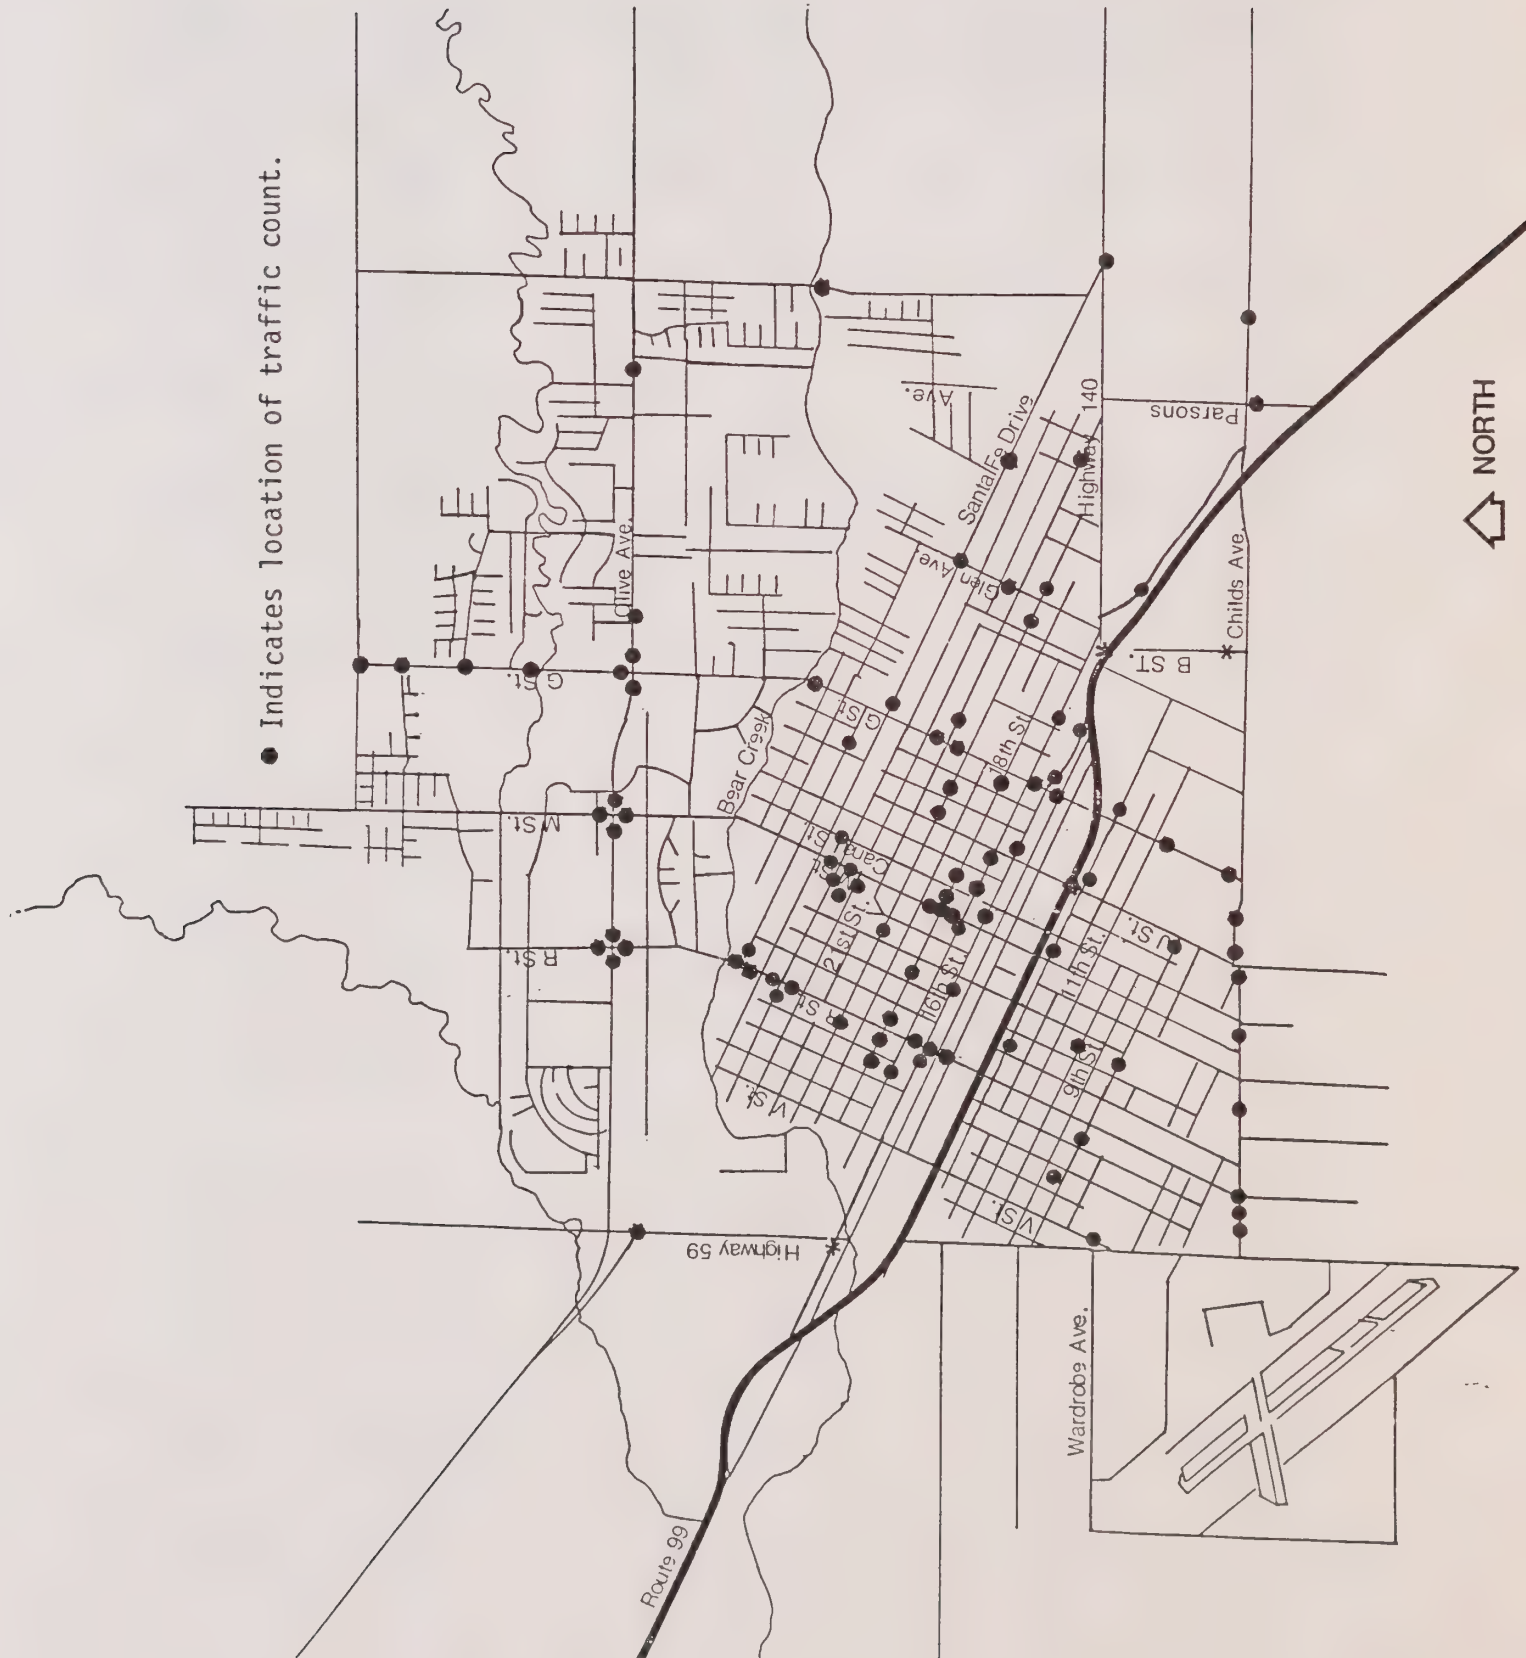 ● Indicates location of traffic count.
Olive Ave.
G St.
M St.
R St.
Bear Creek
G St.
Canal St.
M St.
21st St.
R St.
V St.
16th St.
18th St.
Glen Ave.
Santa Fe Drive
Ave.
Highway 140
Parsons
Childs Ave.
B ST.
11th St.
J St.
9th St.
V St.
Highway 59
Route 99
Wardrobe Ave.
NORTH